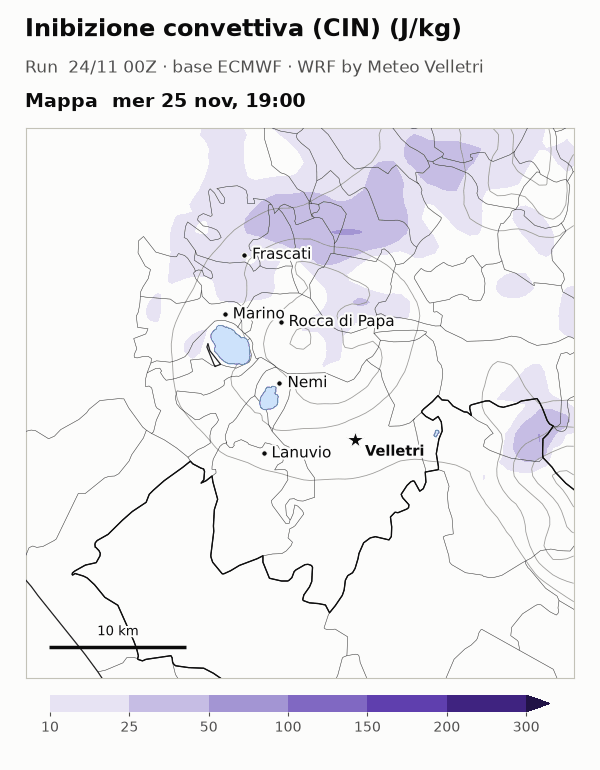 Inibizione convettiva (CIN) (J/kg)
Run 24/11 00Z · base ECMWF · WRF by Meteo Velletri
Mappa mer 25 nov, 19:00
Frascati
Marino
Rocca di Papa
Nemi
Velletri
Lanuvio
10 km
10 25 50 100 150 200 300